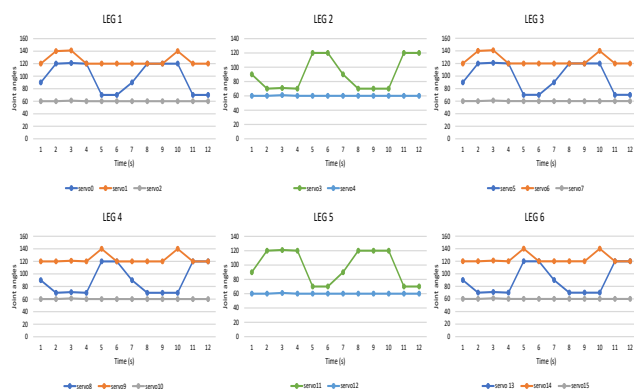 LEG 1
Joint angles
160
140
120
100
80
60
40
20
0
1 2 3 4 5 6 7 8 9 10 11 12
Time (s)
servo0 servo1 servo2
LEG 2
Joint angles
140
120
100
80
60
40
20
0
1 2 3 4 5 6 7 8 9 10 11 12
Time (s)
servo3 servo4
LEG 3
Joint angles
160
140
120
100
80
60
40
20
0
1 2 3 4 5 6 7 8 9 10 11 12
Time (s)
servo5 servo6 servo7
LEG 4
Joint angles
160
140
120
100
80
60
40
20
0
1 2 3 4 5 6 7 8 9 10 11 12
Time (s)
servo8 servo9 servo10
LEG 5
Joint angles
140
120
100
80
60
40
20
0
1 2 3 4 5 6 7 8 9 10 11 12
Time (s)
servo11 servo12
LEG 6
Joint angles
160
140
120
100
80
60
40
20
0
1 2 3 4 5 6 7 8 9 10 11 12
Time (s)
servo 13 servo14 servo15